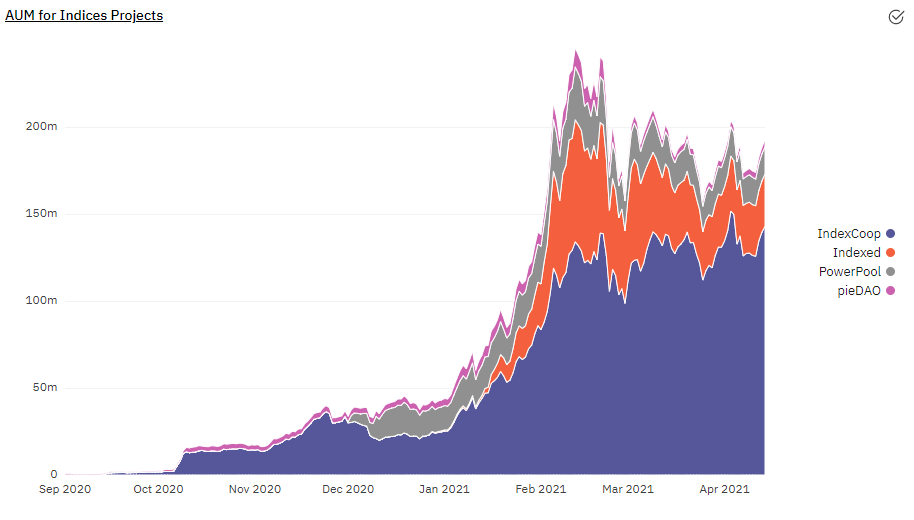 AUM for Indices Projects
200m
150m
100m
50m
0
Sep 2020 Oct 2020 Nov 2020 Dec 2020 Jan 2021 Feb 2021 Mar 2021 Apr 2021
IndexCoop
Indexed
PowerPool
pieDAO